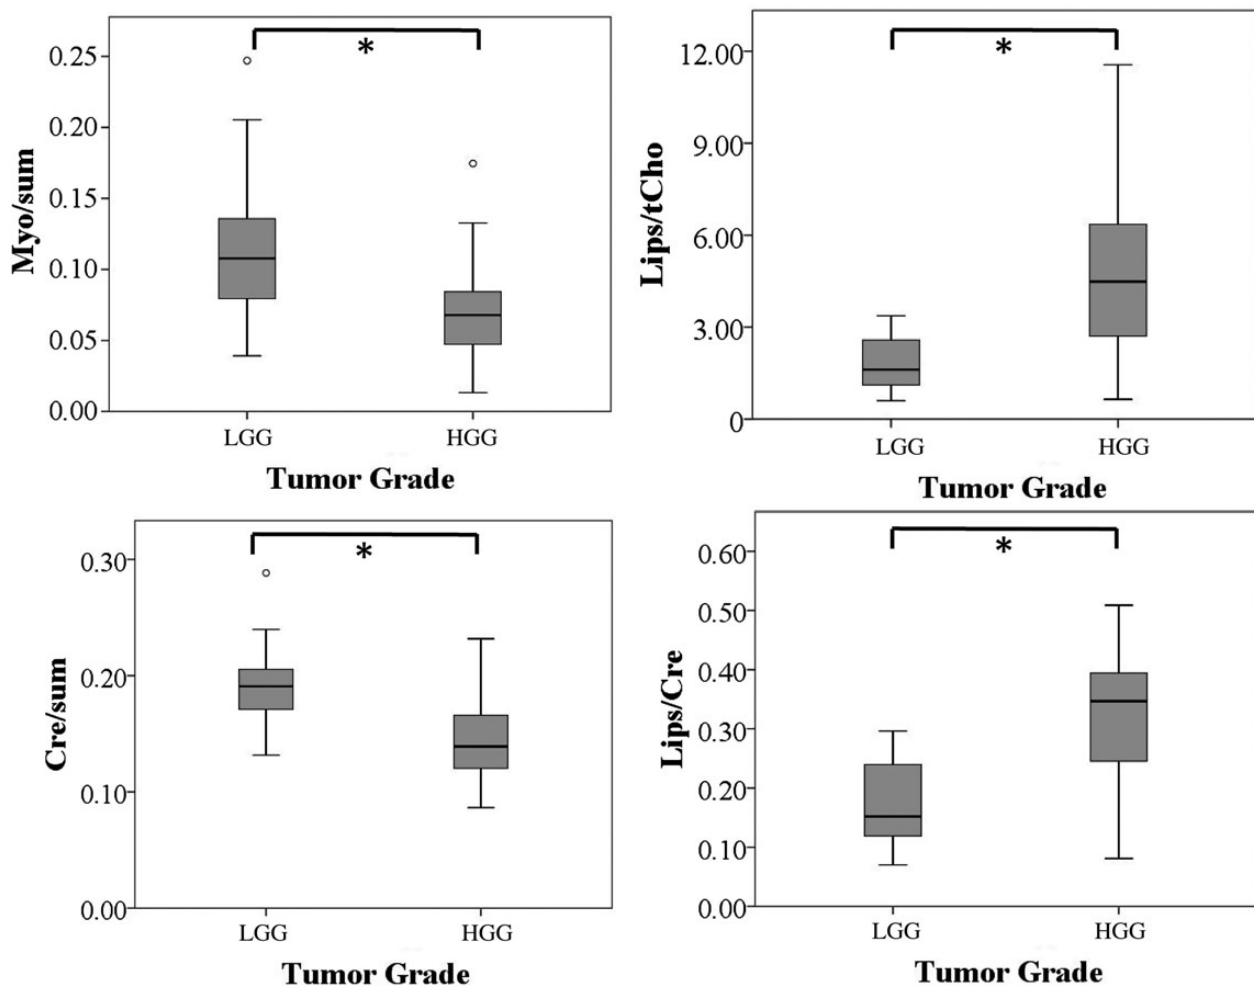 Myo/sum
0.25
0.20
0.15
0.10
0.05
0.00
*
LGG
HGG
Tumor Grade
Lips/tCho
12.00
9.00
6.00
3.00
0
*
LGG
HGG
Tumor Grade
Cre/sum
0.30
0.20
0.10
0.00
*
LGG
HGG
Tumor Grade
Lips/Cre
0.60
0.50
0.40
0.30
0.20
0.10
0.00
*
LGG
HGG
Tumor Grade